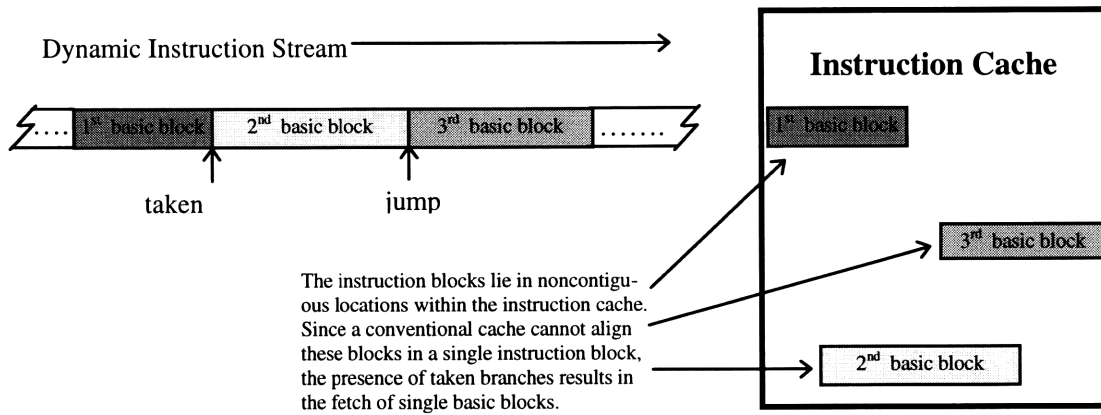 Dynamic Instruction Stream
Instruction Cache
.... 1st basic block 2nd basic block 3rd basic block .......
1st basic block
taken jump
3rd basic block
The instruction blocks lie in noncontigu-
ous locations within the instruction cache.
Since a conventional cache cannot align
these blocks in a single instruction block,
the presence of taken branches results in
the fetch of single basic blocks.
2nd basic block